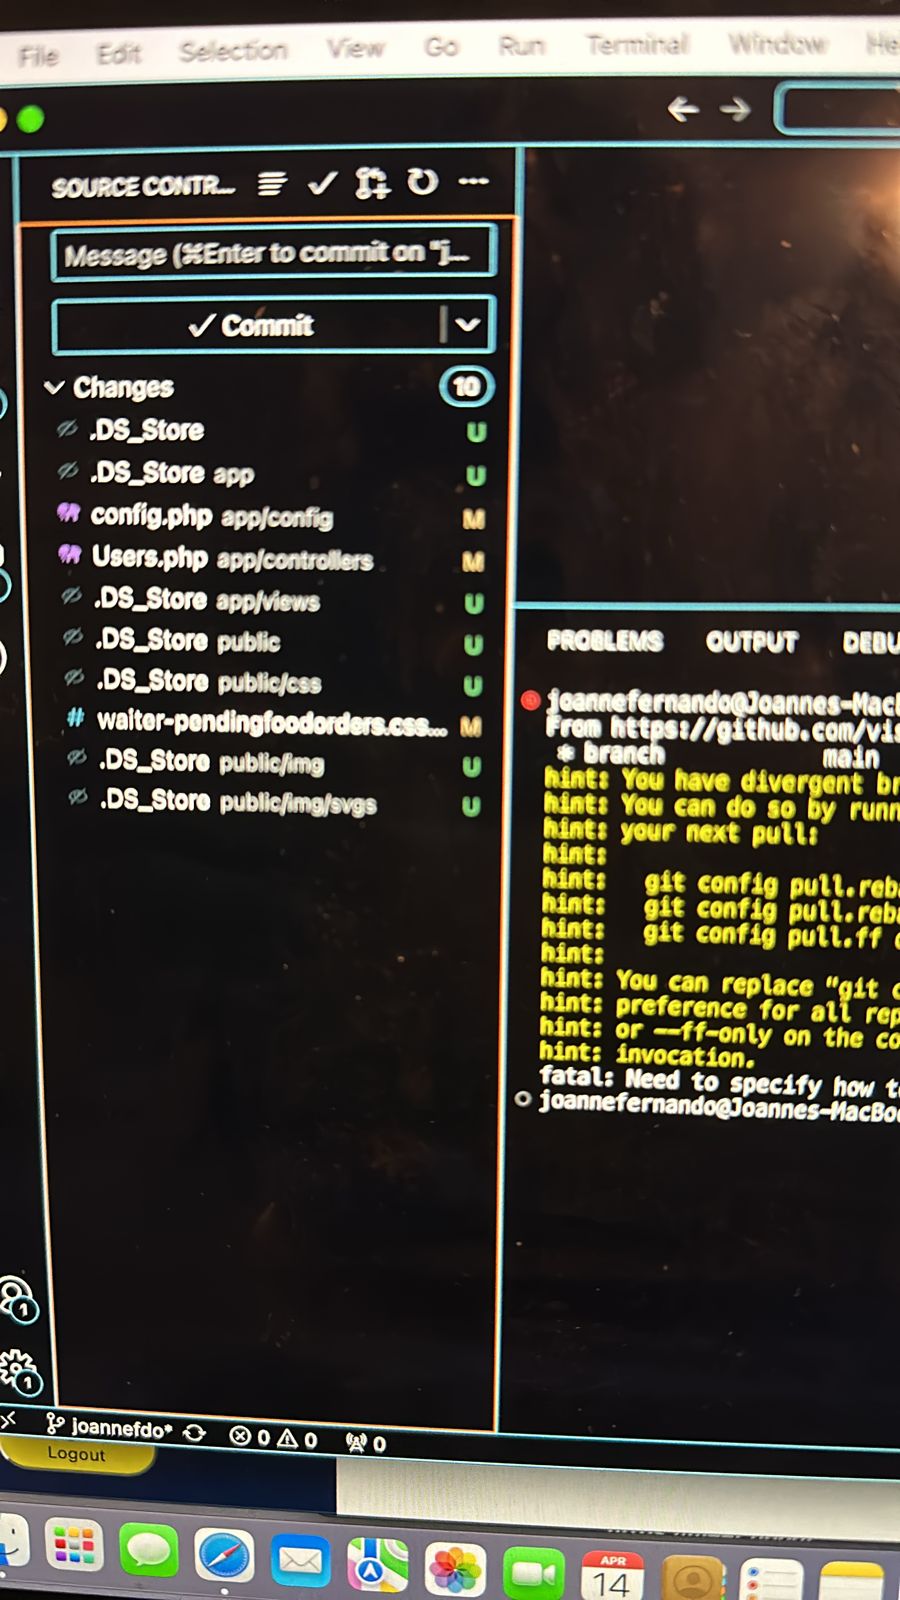 File Edit Selection View Go Run Terminal Window He
SOURCE CONTR...
Message (⌘Enter to commit on "j...
✓ Commit
Changes 10
.DS_Store U
.DS_Store app U
config.php app/config M
Users.php app/controllers M
.DS_Store app/views U
.DS_Store public U
.DS_Store public/css U
# waiter-pendingfoodorders.css... M
.DS_Store public/img U
.DS_Store public/img/svgs U
PROBLEMS OUTPUT DEBU
joannefernando@Joannes-MacB
From https://github.com/vis
* branch main
hint: You have divergent br
hint: You can do so by runn
hint: your next pull:
hint:
hint: git config pull.reba
hint: git config pull.reba
hint: git config pull.ff o
hint:
hint: You can replace "git c
hint: preference for all rep
hint: or --ff-only on the co
hint: invocation.
fatal: Need to specify how to
joannefernando@Joannes-MacBoo
1
1
joannefdo* 0 0 0
Logout
APR
14